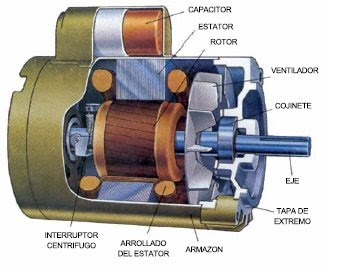 CAPACITOR
ESTATOR
ROTOR
VENTILADOR
COJINETE
EJE
TAPA DE
EXTREMO
INTERRUPTOR
CENTRIFUGO
ARROLLADO
DEL ESTATOR
ARMAZON